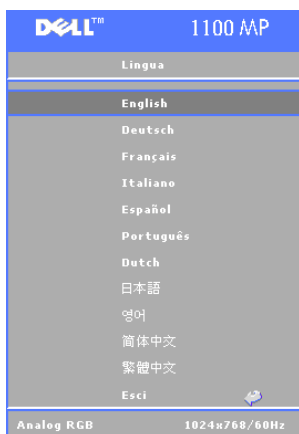 DELL™ 1100 MP
Lingua
English
Deutsch
Français
Italiano
Español
Português
Dutch
日本語
영어
简体中文
繁體中文
Esci
Analog RGB 1024x768/60Hz